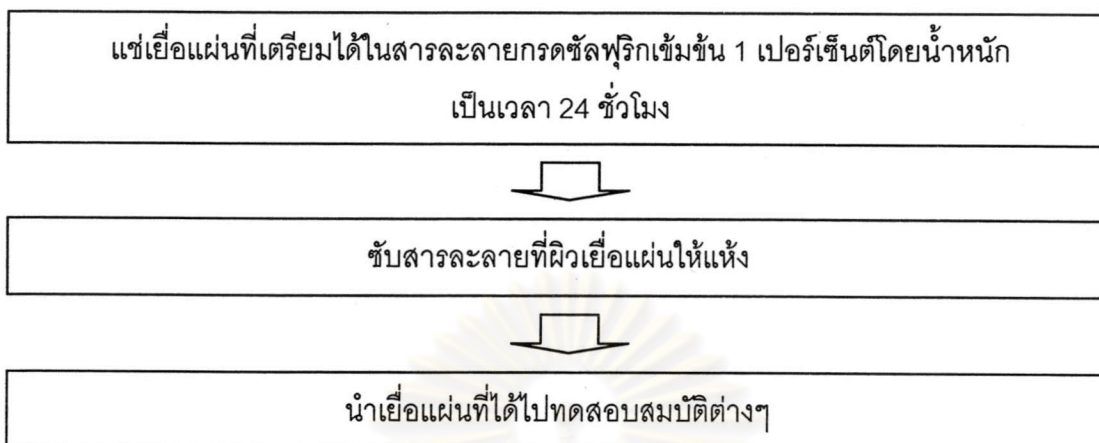 แช่เยื่อแผ่นที่เตรียมได้ในสารละลายกรดซัลฟุริกเข้มข้น 1 เปอร์เซ็นต์โดยน้ำหนัก
เป็นเวลา 24 ชั่วโมง
ซับสารละลายที่ผิวเยื่อแผ่นให้แห้ง
นำเยื่อแผ่นที่ได้ไปทดสอบสมบัติต่างๆ